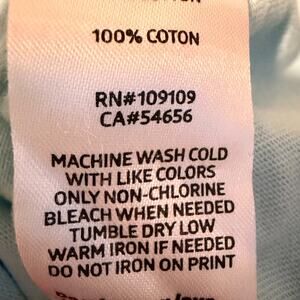 100% COTON
RN#109109
CA#54656
MACHINE WASH COLD
WITH LIKE COLORS
ONLY NON-CHLORINE
BLEACH WHEN NEEDED
TUMBLE DRY LOW
WARM IRON IF NEEDED
DO NOT IRON ON PRINT